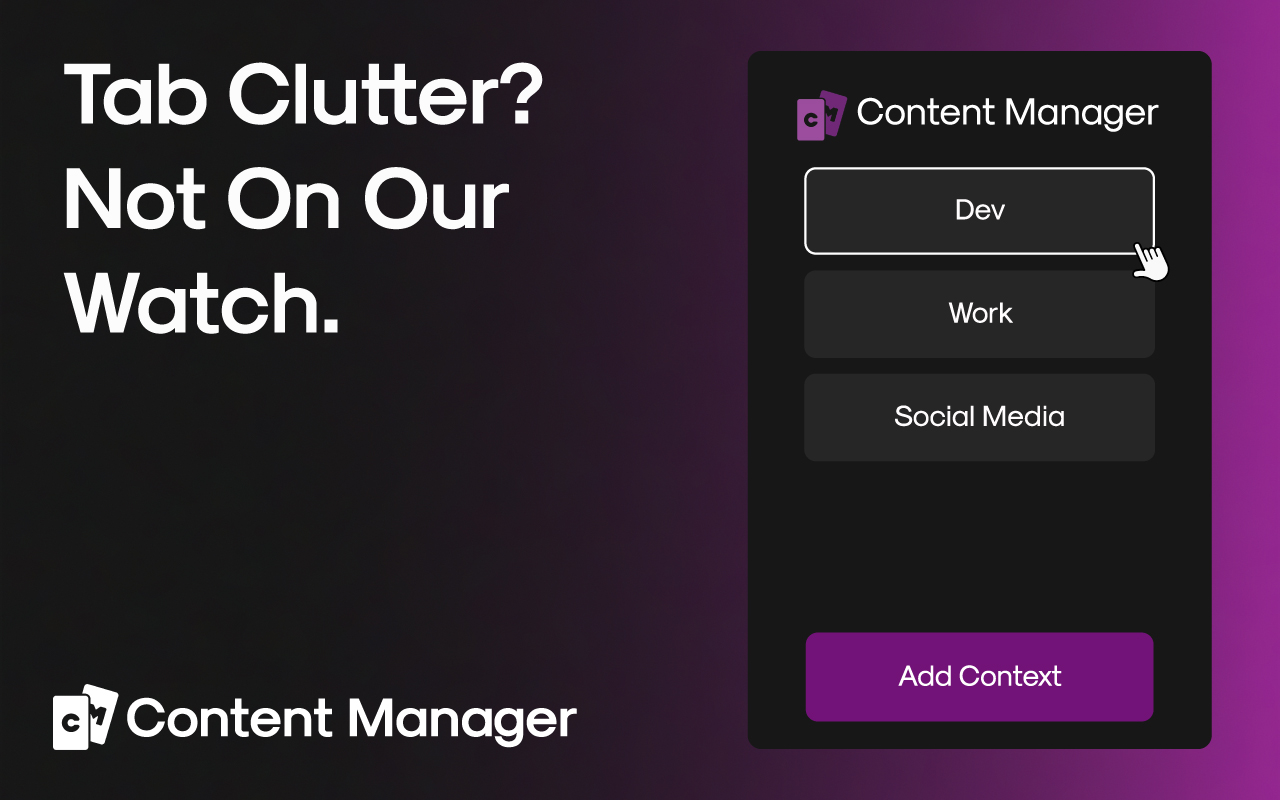 Tab Clutter?
Not On Our
Watch.
CM Content Manager
CM Content Manager
Dev
Work
Social Media
Add Context